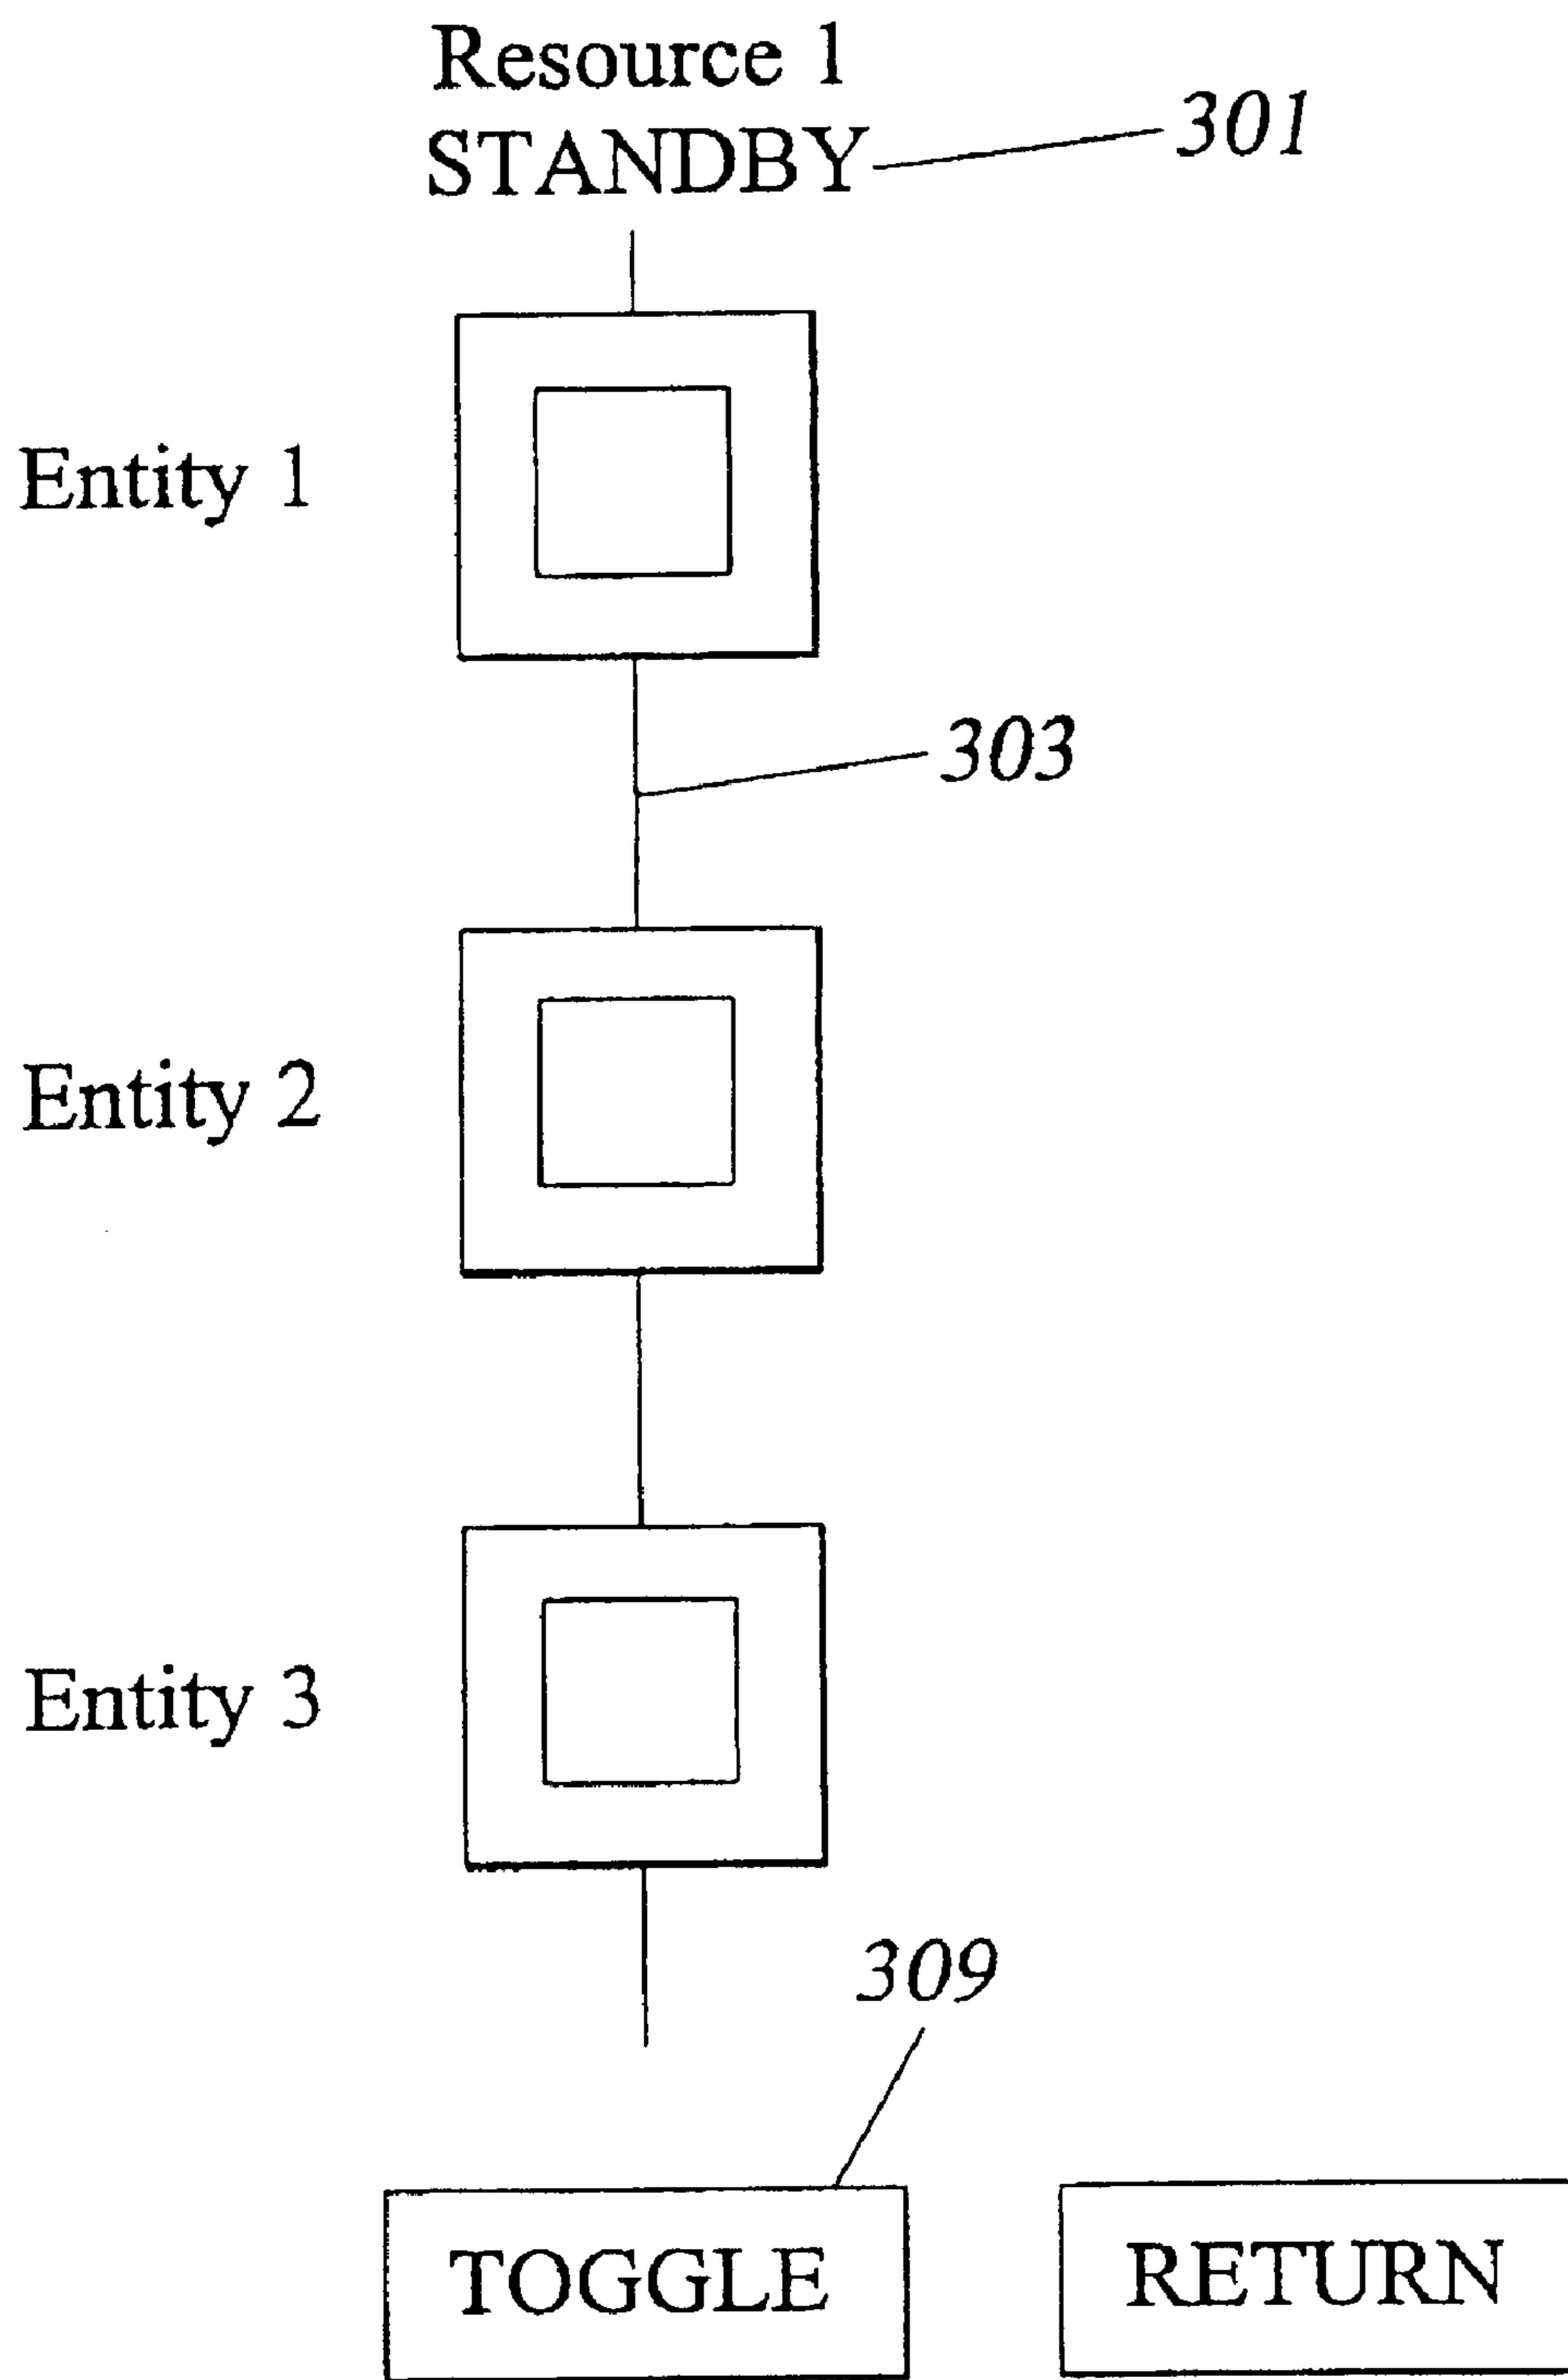 Resource 1
STANDBY
301
Entity 1
303
Entity 2
Entity 3
309
TOGGLE
RETURN